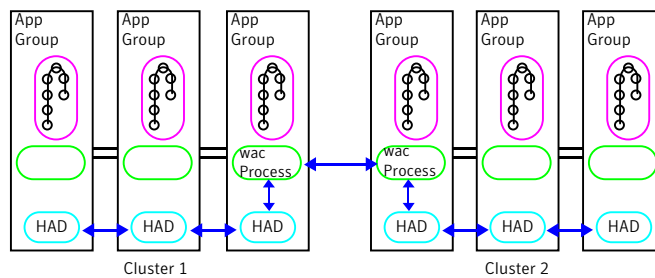 App
Group
App
Group
App
Group
App
Group
App
Group
App
Group
wac
Process
wac
Process
HAD
HAD
HAD
HAD
HAD
HAD
Cluster 1
Cluster 2